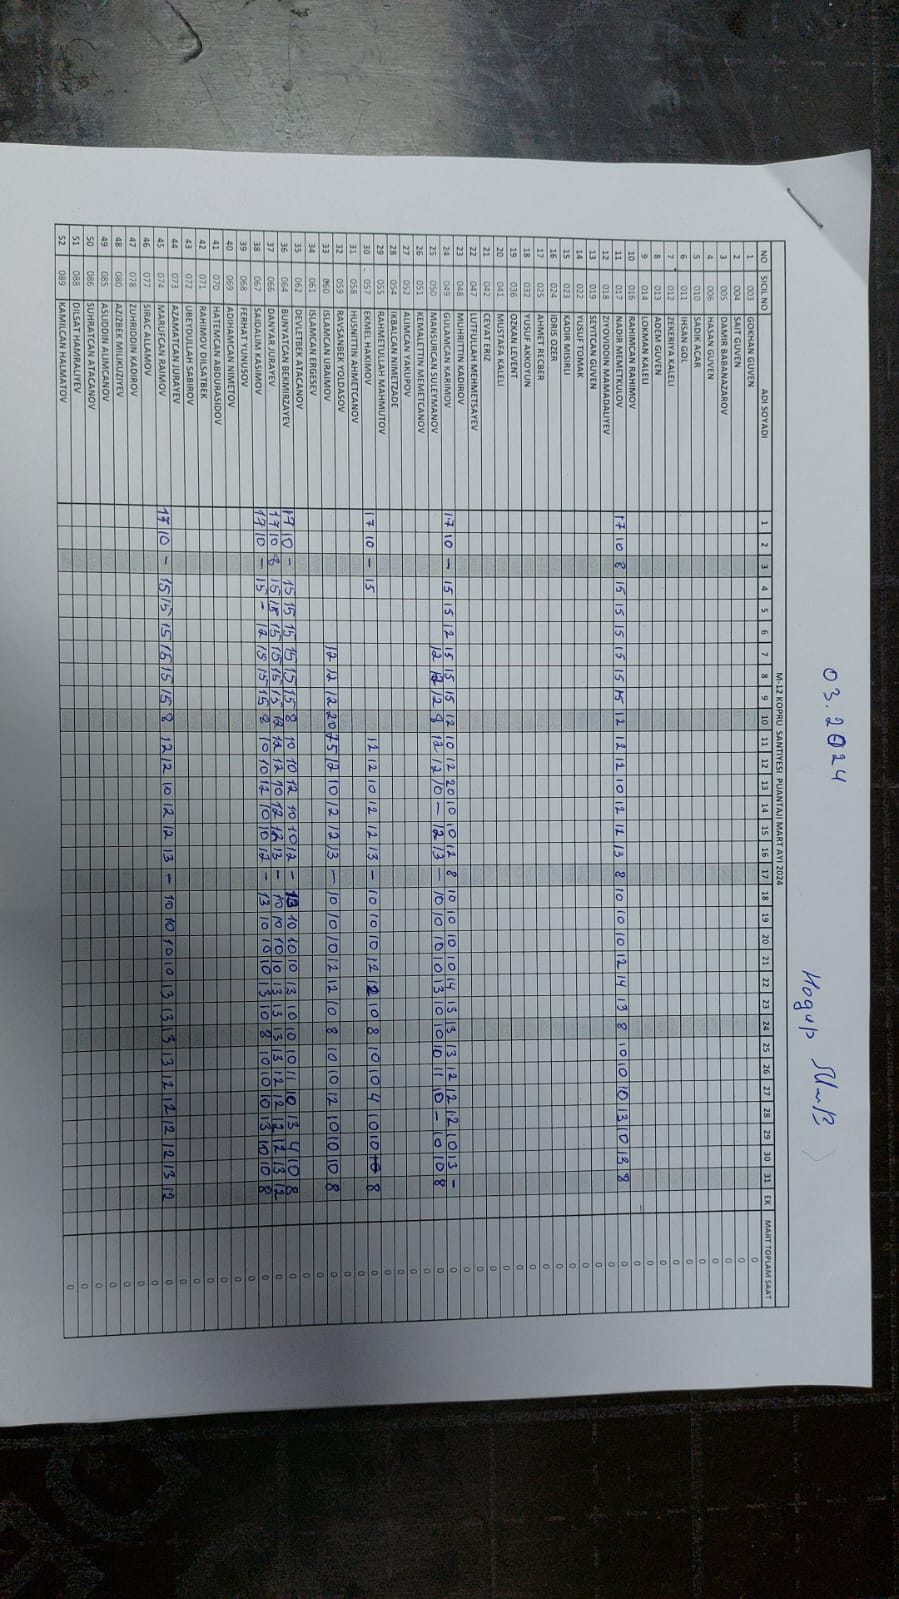 03.2024
Нодир
M-12 KOPRU SANTIYESI PUANTAJI MART AYI 2024
NO SICIL NO ADI SOYADI 1 2 3 4 5 6 7 8 9 10 11 12 13 14 15 16 17 18 19 20 21 22 23 24 25 26 27 28 29 30 31 EK MART TOPLAM SAAT
1 003 GOKHAN GUVEN 0
2 004 SAIT GUVEN 0
3 005 DAMIR BABANAZAROV 0
4 006 HASAN GUVEN 0
5 010 SADIK ACAR 0
6 011 IHSAN GOL 0
7 012 ZEKERIYA KALELI 0
8 013 ADEM GUVEN 0
9 014 LOKMAN KALELI 0
10 016 RAHIMCAN RAHIMOV 0
11 017 NADIR MEMETKULOV 17 10 8 15 15 15 15 15 15 12 12 12 10 12 12 13 8 10 10 10 12 14 13 8 10 10 10 13 10 13 8 0
12 018 ZIYOVIDDIN MAMADALIYEV 0
13 019 SEYITCAN GUVEN 0
14 022 YUSUF TOMAK 0
15 023 KADIR MISIRLI 0
16 024 IDRIS OZER 0
17 025 AHMET RECBER 0
18 032 YUSUF AKKOYUN 0
19 036 OZKAN LEVENT 0
20 041 MUSTAFA KALELI 0
21 042 CEVAT ERIZ 0
22 047 LUTFULLAH MEHMETSAYEV 0
23 048 MUHRITTIN KADIROV 0
24 049 GULAMCAN KARIMOV 17 10 - 15 15 12 15 15 15 12 10 12 20 10 10 12 8 10 10 10 10 14 13 13 13 12 12 12 10 13 - 0
25 050 MANSURCAN SULEYMANOV 12 12 12 8 12 12 10 - 12 13 - 10 10 10 10 13 10 10 10 11 10 - 10 10 8 0
26 051 KEMALETTIN MEMETCANOV 0
27 052 ALIMCAN YAKUPOV 0
28 054 IKBALCAN NIMETZADE 0
29 055 RAHMETULLAH MAHMUTOV 0
30 057 EKMEL HAKIMOV 17 10 - 15 12 12 10 12 12 13 - 10 10 10 12 12 10 8 10 10 4 10 10 10 8 0
31 058 HUSNITTIN AHMETCANOV 0
32 059 RAVSANBEK YOLDASOV 0
33 060 ISLAMCAN URAIMOV 12 12 12 20 25 12 10 12 12 13 - 10 10 10 12 12 10 8 10 10 12 10 10 10 8 0
34 061 ISLAMCAN ERGESEV 0
35 062 DEVLETBEK ATACANOV 0
36 064 BUNYATCAN BEKMIRZAYEV 17 10 - 15 15 15 15 15 15 8 10 10 12 10 10 12 - 13 10 10 10 13 10 10 10 11 10 13 4 10 8 0
37 066 DANYAR JURAYEV 17 10 8 15 15 15 15 15 15 12 12 12 10 12 12 13 - 10 10 10 10 13 13 13 13 12 12 12 12 13 12 0
38 067 SAIDALIM KASIMOV 17 10 - 15 - 12 15 15 15 8 10 10 12 10 10 12 - 13 10 10 10 13 10 8 10 10 10 13 10 10 8 0
39 068 FERHAT YUNUSOV 0
40 069 ADIHAMCAN NIMETOV 0
41 070 HATEMCAN ABDURASIDOV 0
42 071 RAHIMOV DILSATBEK 0
43 072 UBEYDULLAH SABIROV 0
44 073 AZAMATCAN JURAYEV 0
45 074 MARUFCAN RAIMOV 17 10 - 15 15 15 15 15 15 8 12 12 10 12 12 13 - 10 10 10 10 13 13 13 13 12 12 12 12 13 12 0
46 077 SIRAC ALLAMOV 0
47 078 ZUHRIDDIN KADIROV 0
48 080 AZIZBEK MILIKUZIYEV 0
49 085 ASLIDDIN ALIMCANOV 0
50 086 SUHRATCAN ATACANOV 0
51 088 DILSAT HAMRALIYEV 0
52 089 KAMILCAN HALMATOV 0